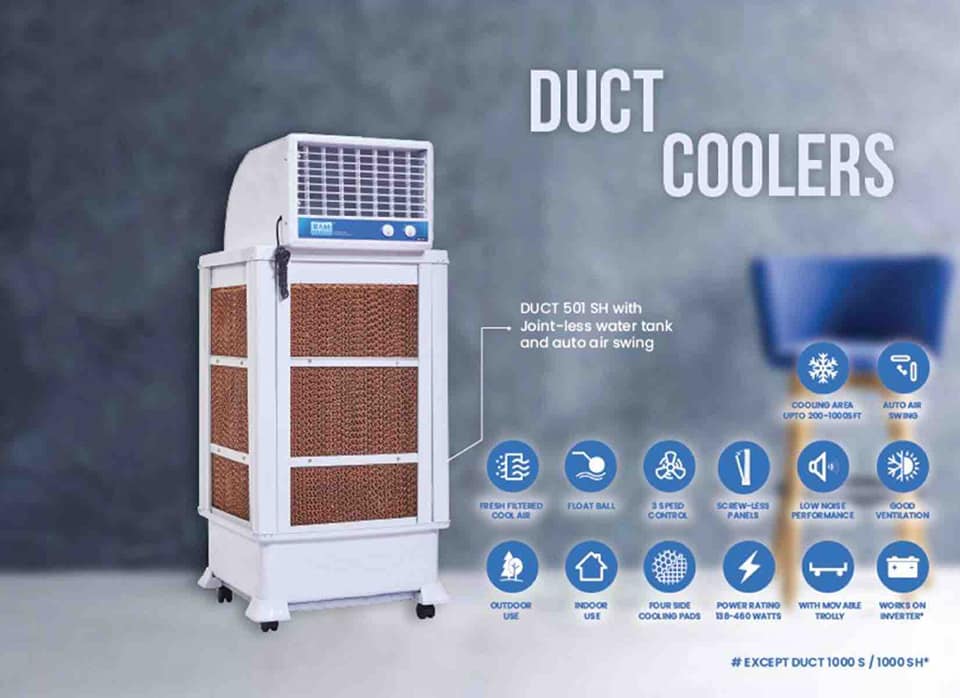 DUCT
COOLERS
RAM
DUCT 501 SH with
Joint-less water tank
and auto air swing
COOLING AREA
UPTO 200-1000SFT
AUTO AIR
SWING
FRESH FILTERED
COOL AIR
FLOAT BALL
3 SPEED
CONTROL
SCREW-LESS
PANELS
LOW NOISE
PERFORMANCE
GOOD
VENTILATION
OUTDOOR
USE
INDOOR
USE
FOUR SIDE
COOLING PADS
POWER RATING
138-460 WATTS
WITH MOVABLE
TROLLY
WORKS ON
INVERTER*
# EXCEPT DUCT 1000 S / 1000 SH*